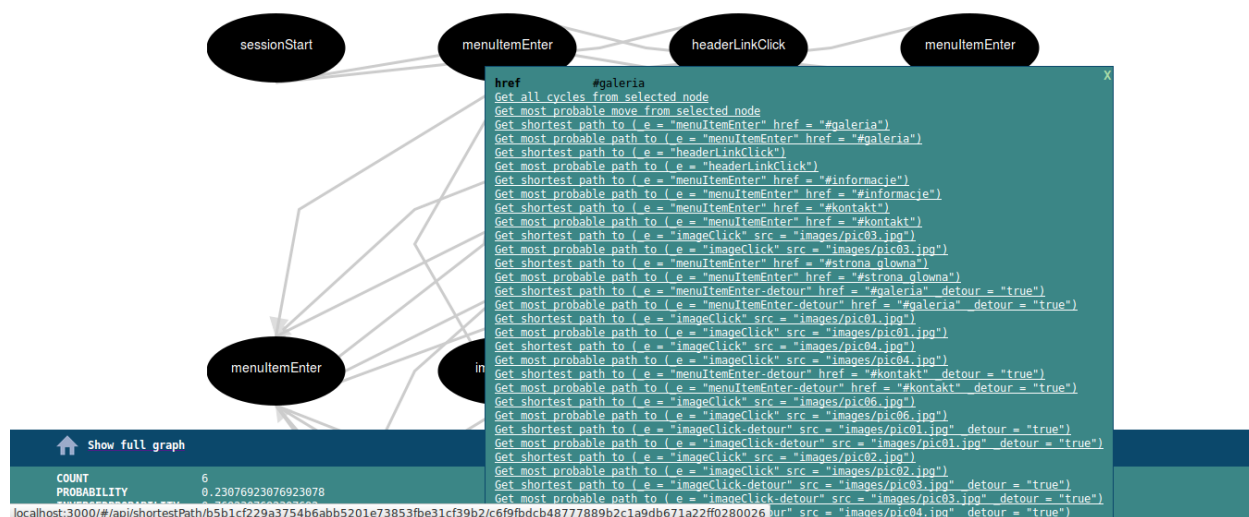 sessionStart
menuItemEnter
headerLinkClick
menuItemEnter
X
href #galeria
Get all cycles from selected node
Get most probable move from selected node
Get shortest path to (_e = "menuItemEnter" href = "#galeria")
Get most probable path to (_e = "menuItemEnter" href = "#galeria")
Get shortest path to (_e = "headerLinkClick")
Get most probable path to (_e = "headerLinkClick")
Get shortest path to (_e = "menuItemEnter" href = "#informacje")
Get most probable path to (_e = "menuItemEnter" href = "#informacje")
Get shortest path to (_e = "menuItemEnter" href = "#kontakt")
Get most probable path to (_e = "menuItemEnter" href = "#kontakt")
Get shortest path to (_e = "imageClick" src = "images/pic03.jpg")
Get most probable path to (_e = "imageClick" src = "images/pic03.jpg")
Get shortest path to (_e = "menuItemEnter" href = "#strona_glowna")
Get most probable path to (_e = "menuItemEnter" href = "#strona_glowna")
Get shortest path to (_e = "menuItemEnter-detour" href = "#galeria" _detour = "true")
Get most probable path to (_e = "menuItemEnter-detour" href = "#galeria" _detour = "true")
Get shortest path to (_e = "imageClick" src = "images/pic01.jpg")
Get most probable path to (_e = "imageClick" src = "images/pic01.jpg")
Get shortest path to (_e = "imageClick" src = "images/pic04.jpg")
Get most probable path to (_e = "imageClick" src = "images/pic04.jpg")
Get shortest path to (_e = "menuItemEnter-detour" href = "#kontakt" _detour = "true")
Get most probable path to (_e = "menuItemEnter-detour" href = "#kontakt" _detour = "true")
Get shortest path to (_e = "imageClick" src = "images/pic06.jpg")
Get most probable path to (_e = "imageClick" src = "images/pic06.jpg")
Get shortest path to (_e = "imageClick-detour" src = "images/pic01.jpg" _detour = "true")
Get most probable path to (_e = "imageClick-detour" src = "images/pic01.jpg" _detour = "true")
Get shortest path to (_e = "imageClick" src = "images/pic02.jpg")
Get most probable path to (_e = "imageClick" src = "images/pic02.jpg")
Get shortest path to (_e = "imageClick-detour" src = "images/pic03.jpg" _detour = "true")
Get most probable path to (_e = "imageClick-detour" src = "images/pic03.jpg" _detour = "true")
our" src = "images/pic04.jpg" _detour = "true")
menuItemEnter
im
Show full graph
COUNT 6
PROBABILITY 0.23076923076923078
localhost:3000/#/api/shortestPath/b5b1cf229a3754b6abb5201e73853fbe31cf39b2/c6f9fbdcb48777889b2c1a9db671a22ff0280026